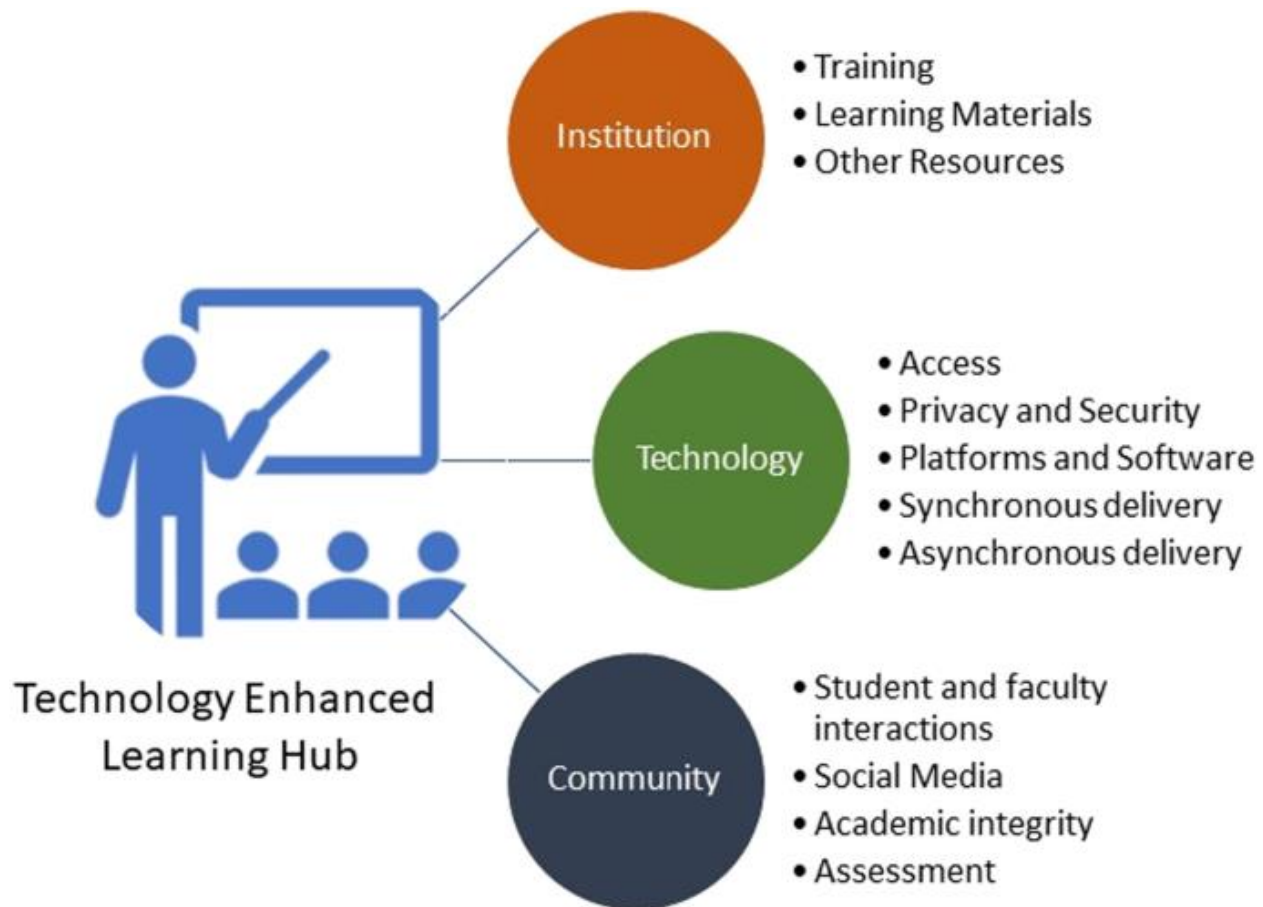 Institution
• Training
• Learning Materials
• Other Resources
Technology
• Access
• Privacy and Security
• Platforms and Software
• Synchronous delivery
• Asynchronous delivery
Technology Enhanced
Learning Hub
Community
• Student and faculty
interactions
• Social Media
• Academic integrity
• Assessment